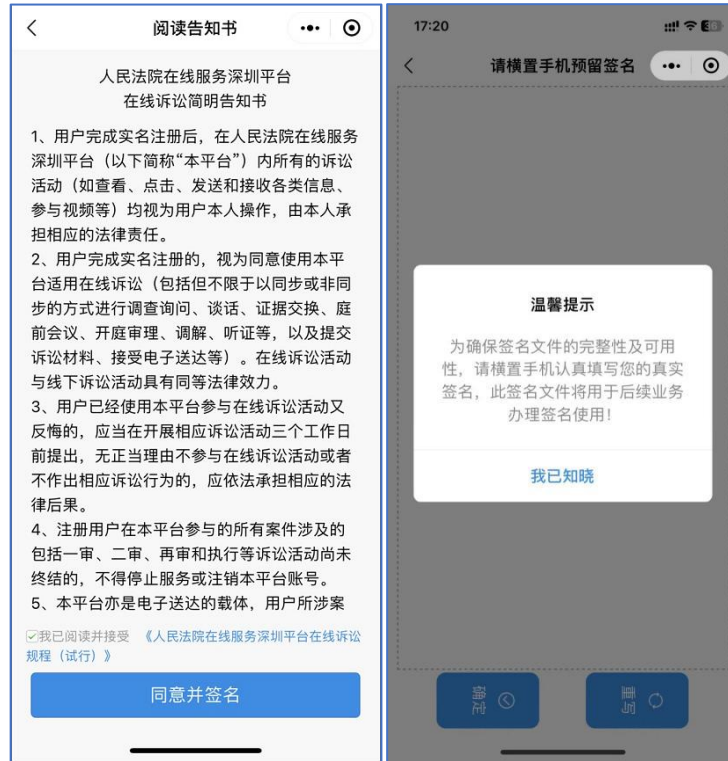 阅读告知书
人民法院在线服务深圳平台
在线诉讼简明告知书
1、用户完成实名注册后，在人民法院在线服务
深圳平台（以下简称“本平台”）内所有的诉讼
活动（如查看、点击、发送和接收各类信息、
参与视频等）均视为用户本人操作，由本人承
担相应的法律责任。
2、用户完成实名注册的，视为同意使用本平
台适用在线诉讼（包括但不限于以同步或非同
步的方式进行调查询问、谈话、证据交换、庭
前会议、开庭审理、调解、听证等，以及提交
诉讼材料、接受电子送达等）。在线诉讼活动
与线下诉讼活动具有同等法律效力。
3、用户已经使用本平台参与在线诉讼活动又
反悔的，应当在开展相应诉讼活动三个工作日
前提出，无正当理由不参与在线诉讼活动或者
不作出相应诉讼行为的，应依法承担相应的法
律后果。
4、注册用户在本平台参与的所有案件涉及的
包括一审、二审、再审和执行等诉讼活动尚未
终结的，不得停止服务或注销本平台账号。
5、本平台亦是电子送达的载体，用户所涉案
我已阅读并接受 《人民法院在线服务深圳平台在线诉讼
规程（试行）》
同意并签名
17:20
请横置手机预留签名
温馨提示
为确保签名文件的完整性及可用
性，请横置手机认真填写您的真实
签名，此签名文件将用于后续业务
办理签名使用！
我已知晓
确定
重写